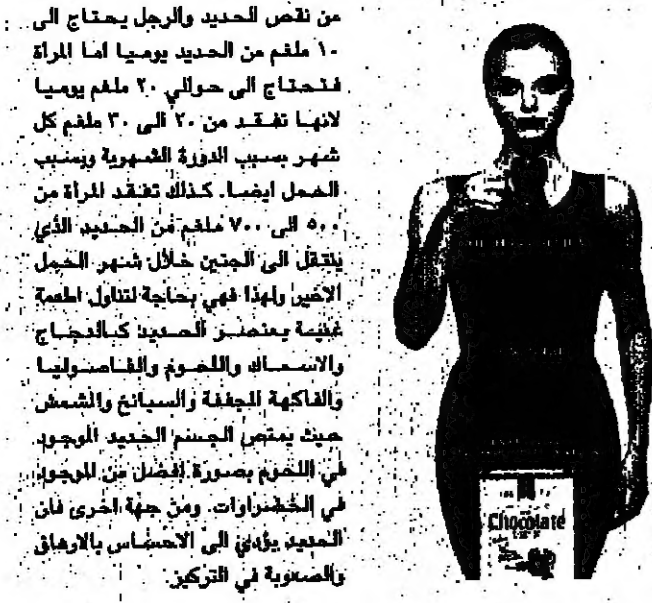 من نقص الحديد والرجل يحتاج الى
١٠ ملغم من الحديد يوميا اما المراة
فتحتاج الى حوالي ٢٠ ملغم يوميا
لانها تفقد من ٢٠ الى ٣٠ ملغم كل
شهر بسبب الدورة الشهرية وبسبب
الحمل ايضا. كذلك تفقد المراة من
٥٠٠ الى ٧٠٠ ملغم من الحديد الذي
ينتقل الى الجنين خلال شهر الحمل
الاخير ولهذا فهي بحاجة لتناول اطعمة
غنية بعنصر الحديد كالدجاج
والاسماك واللحوم والفاصوليا
والفاكهة المجففة والسبانخ والشمش
حيث يمتص الجسم الحديد الموجود
في اللحوم بصورة افضل من الموجود
في الخضراوات. ومن جهة اخرى فان
الحديد يؤدي الى الاحساس بالارهاق
والصعوبة في التركيز.
Chocolate